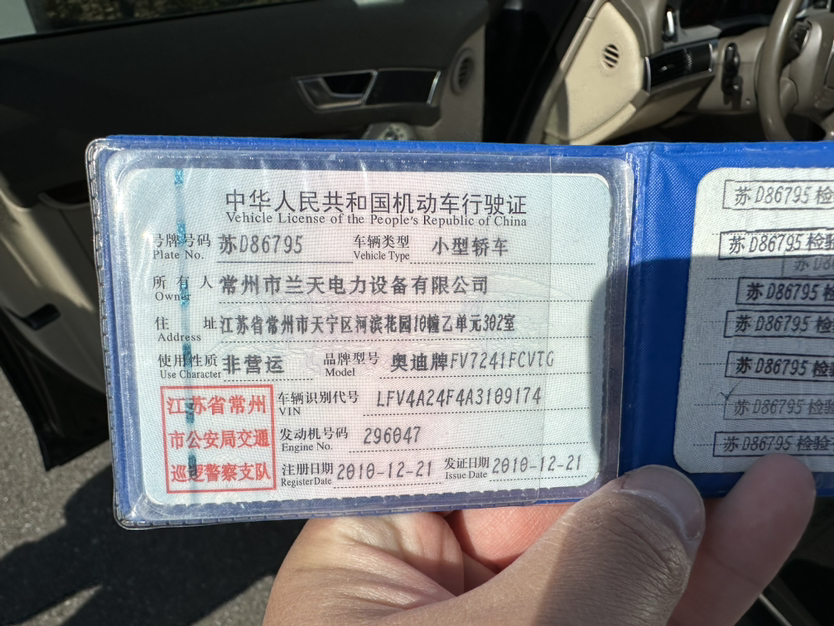 中华人民共和国机动车行驶证
Vehicle License of the People's Republic of China
号牌号码 苏D86795 车辆类型 小型轿车
Plate No. Vehicle Type
所有人 常州市兰天电力设备有限公司
Owner
住址 江苏省常州市天宁区河滨花园10幢乙单元302室
Address
使用性质 非营运 品牌型号 奥迪牌FV7241FCVTG
Use Character Model
江苏省常州
市公安局交通
巡逻警察支队
车辆识别代号 LFV4A24F4A3109174
VIN
发动机号码 296047
Engine No.
注册日期 2010-12-21 发证日期 2010-12-21
Register Date Issue Date
苏D86795 检
苏D86795 检验
苏D86795
苏D86795 检验
苏D86795 检验
苏D86795 检验
苏D86795 检验
苏D86795 检验